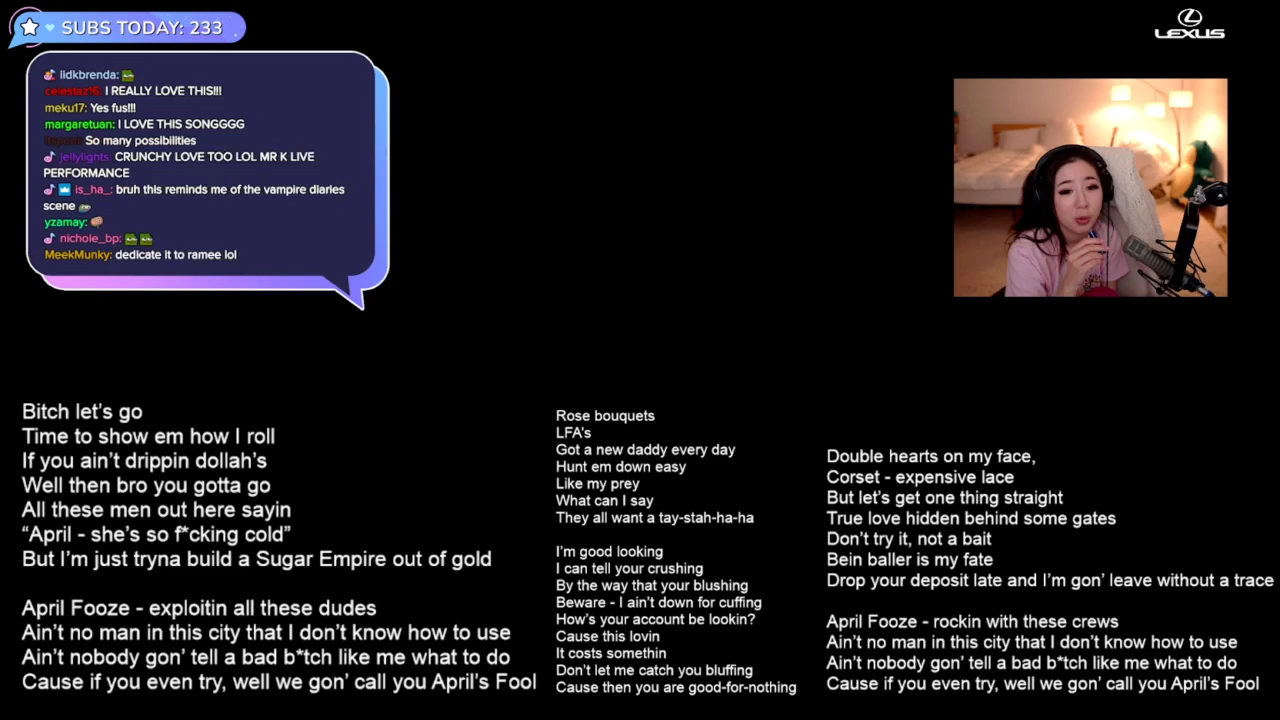 SUBS TODAY: 233
LEXUS
lidkbrenda:
celestaz16: I REALLY LOVE THIS!!!
meku17: Yes fus!!!
margaretuan: I LOVE THIS SONGGGG
So many possibilities
jellylights: CRUNCHY LOVE TOO LOL MR K LIVE
PERFORMANCE
is_ha_: bruh this reminds me of the vampire diaries
scene
yzamay:
nichole_bp:
MeekMunky: dedicate it to ramee lol
Bitch let's go
Time to show em how I roll
If you ain't drippin dollah's
Well then bro you gotta go
All these men out here sayin
“April - she's so f*cking cold”
But I'm just tryna build a Sugar Empire out of gold
April Fooze - exploitin all these dudes
Ain't no man in this city that I don't know how to use
Ain't nobody gon' tell a bad b*tch like me what to do
Cause if you even try, well we gon' call you April's Fool
Rose bouquets
LFA's
Got a new daddy every day
Hunt em down easy
Like my prey
What can I say
They all want a tay-stah-ha-ha
I'm good looking
I can tell your crushing
By the way that your blushing
Beware - I ain't down for cuffing
How's your account be lookin?
Cause this lovin
It costs somethin
Don't let me catch you bluffing
Cause then you are good-for-nothing
Double hearts on my face,
Corset - expensive lace
But let's get one thing straight
True love hidden behind some gates
Don't try it, not a bait
Bein baller is my fate
Drop your deposit late and I'm gon' leave without a trace
April Fooze - rockin with these crews
Ain't no man in this city that I don't know how to use
Ain't nobody gon' tell a bad b*tch like me what to do
Cause if you even try, well we gon' call you April's Fool